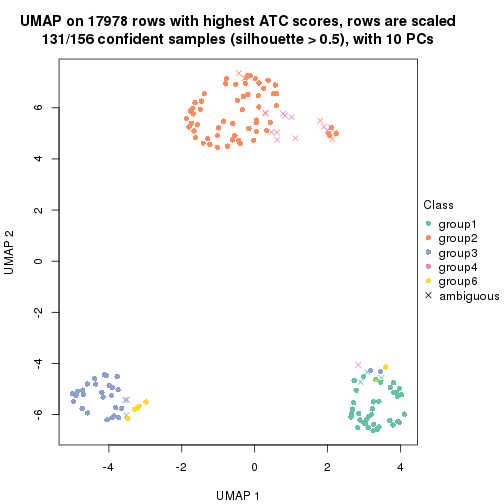 UMAP on 17978 rows with highest ATC scores, rows are scaled
131/156 confident samples (silhouette > 0.5), with 10 PCs
6
4
2
0
-2
-4
-6
UMAP 2
-4
-2
0
2
4
UMAP 1
Class
group1
group2
group3
group4
group6
ambiguous